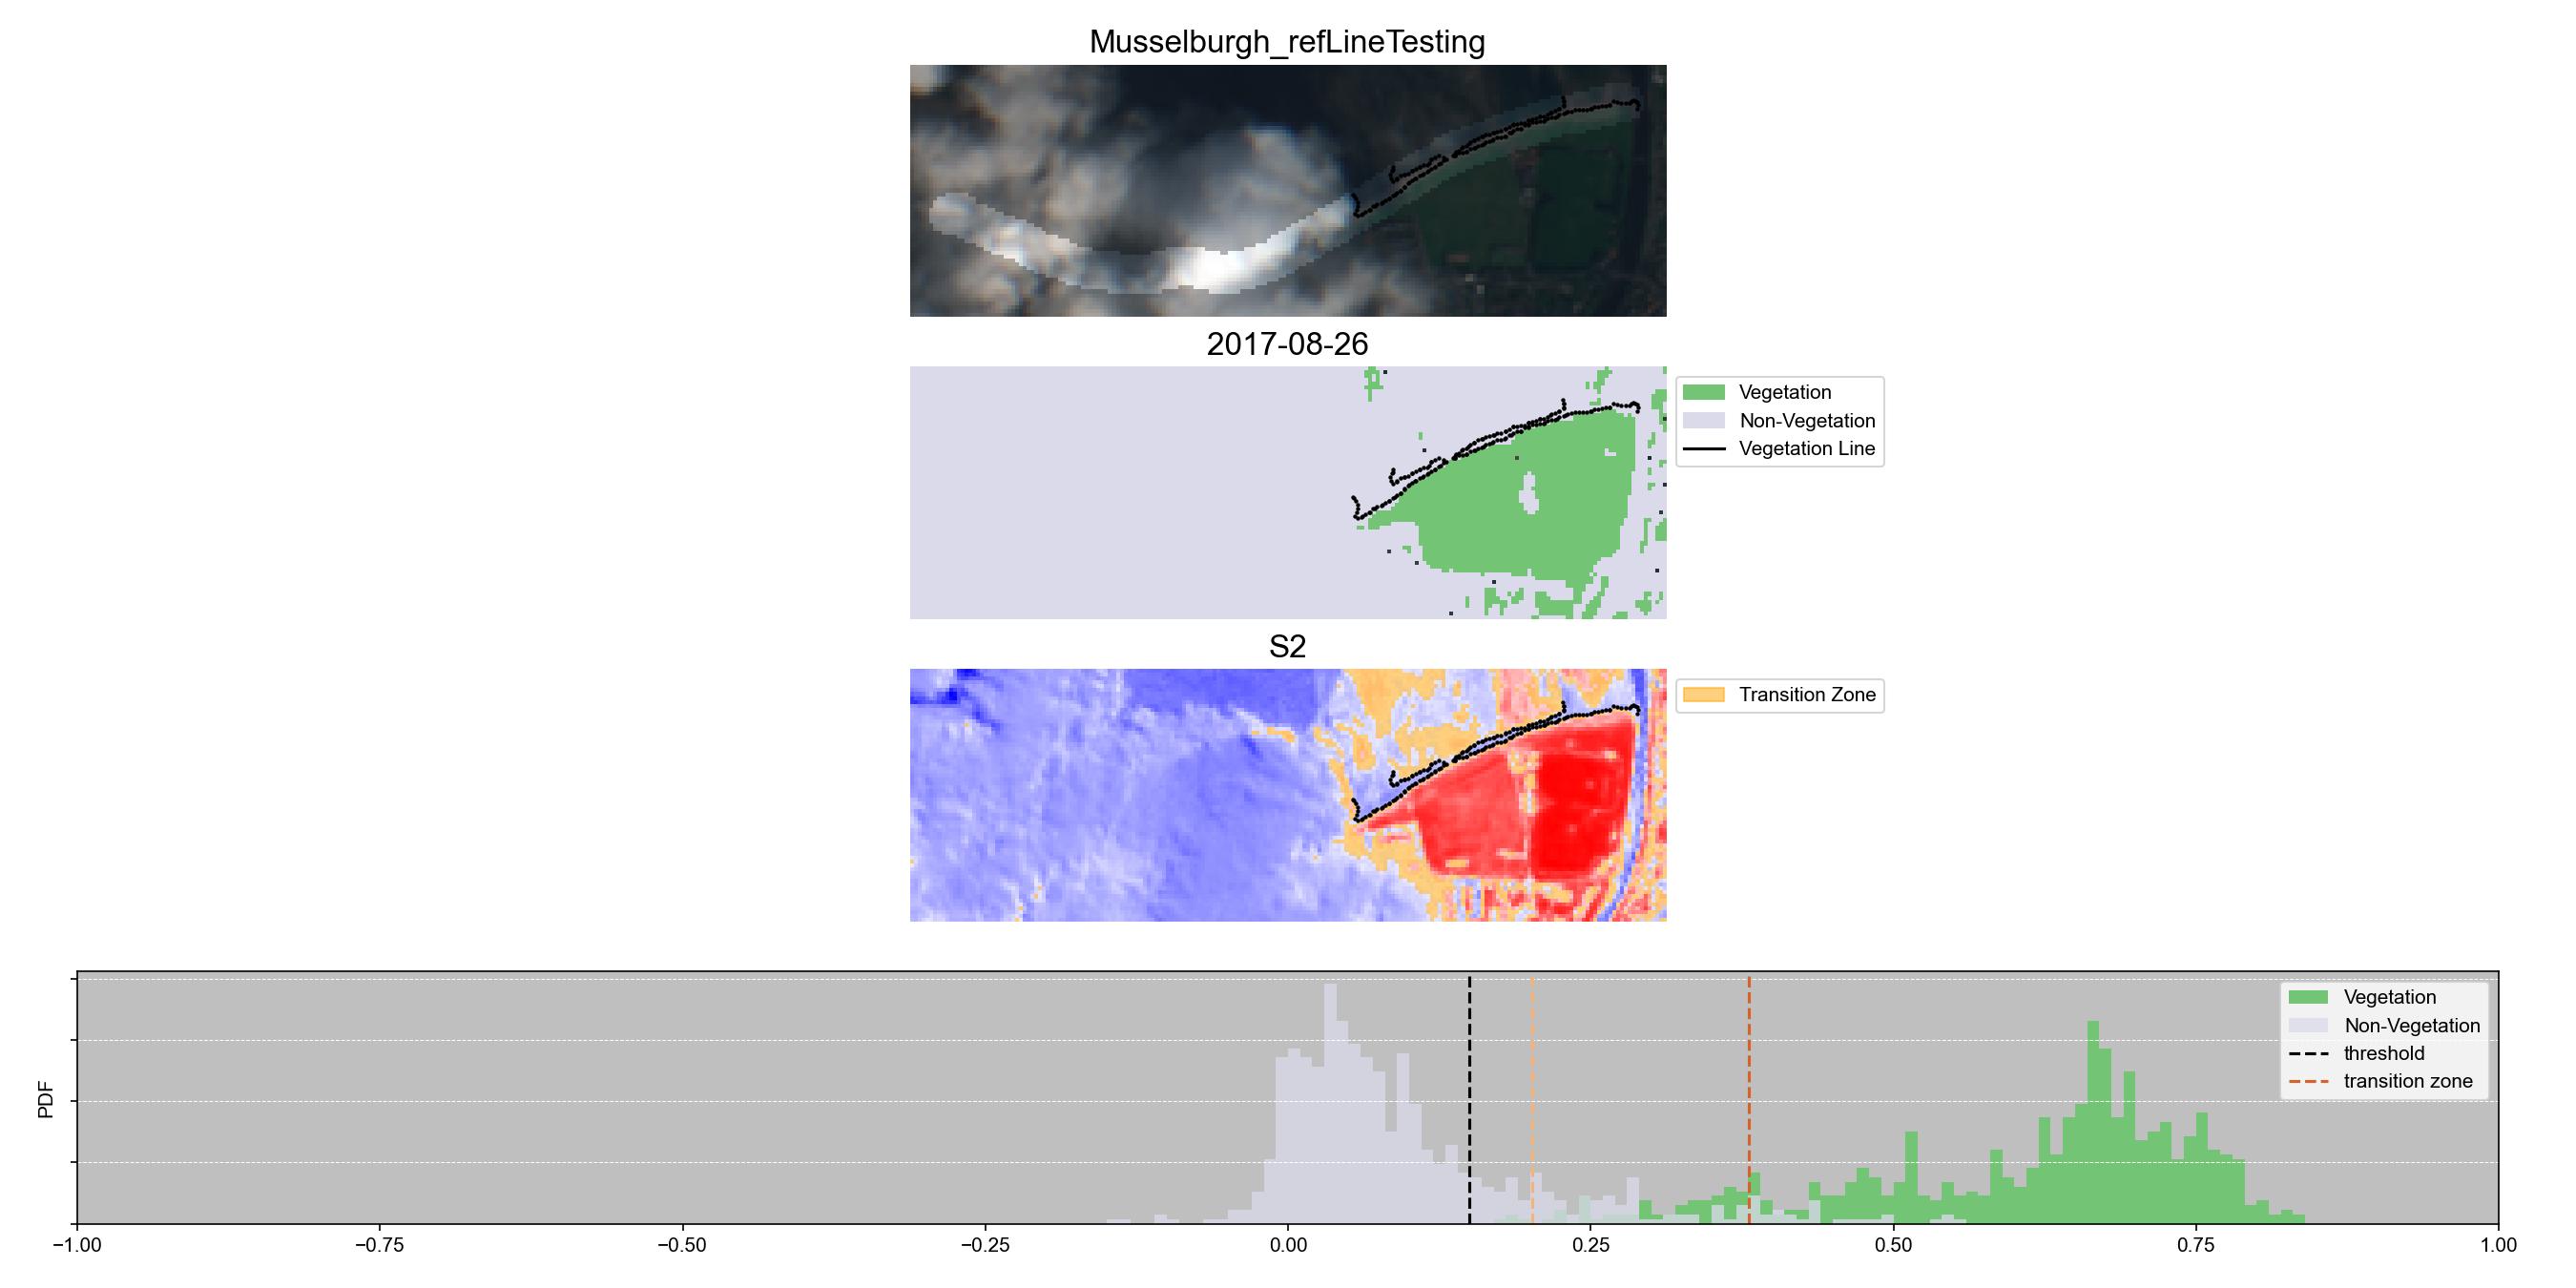 Musselburgh_refLineTesting
2017-08-26
Vegetation
Non-Vegetation
Vegetation Line
S2
Transition Zone
PDF
Vegetation
Non-Vegetation
threshold
transition zone
−1.00 −0.75 −0.50 −0.25 0.00 0.25 0.50 0.75 1.00